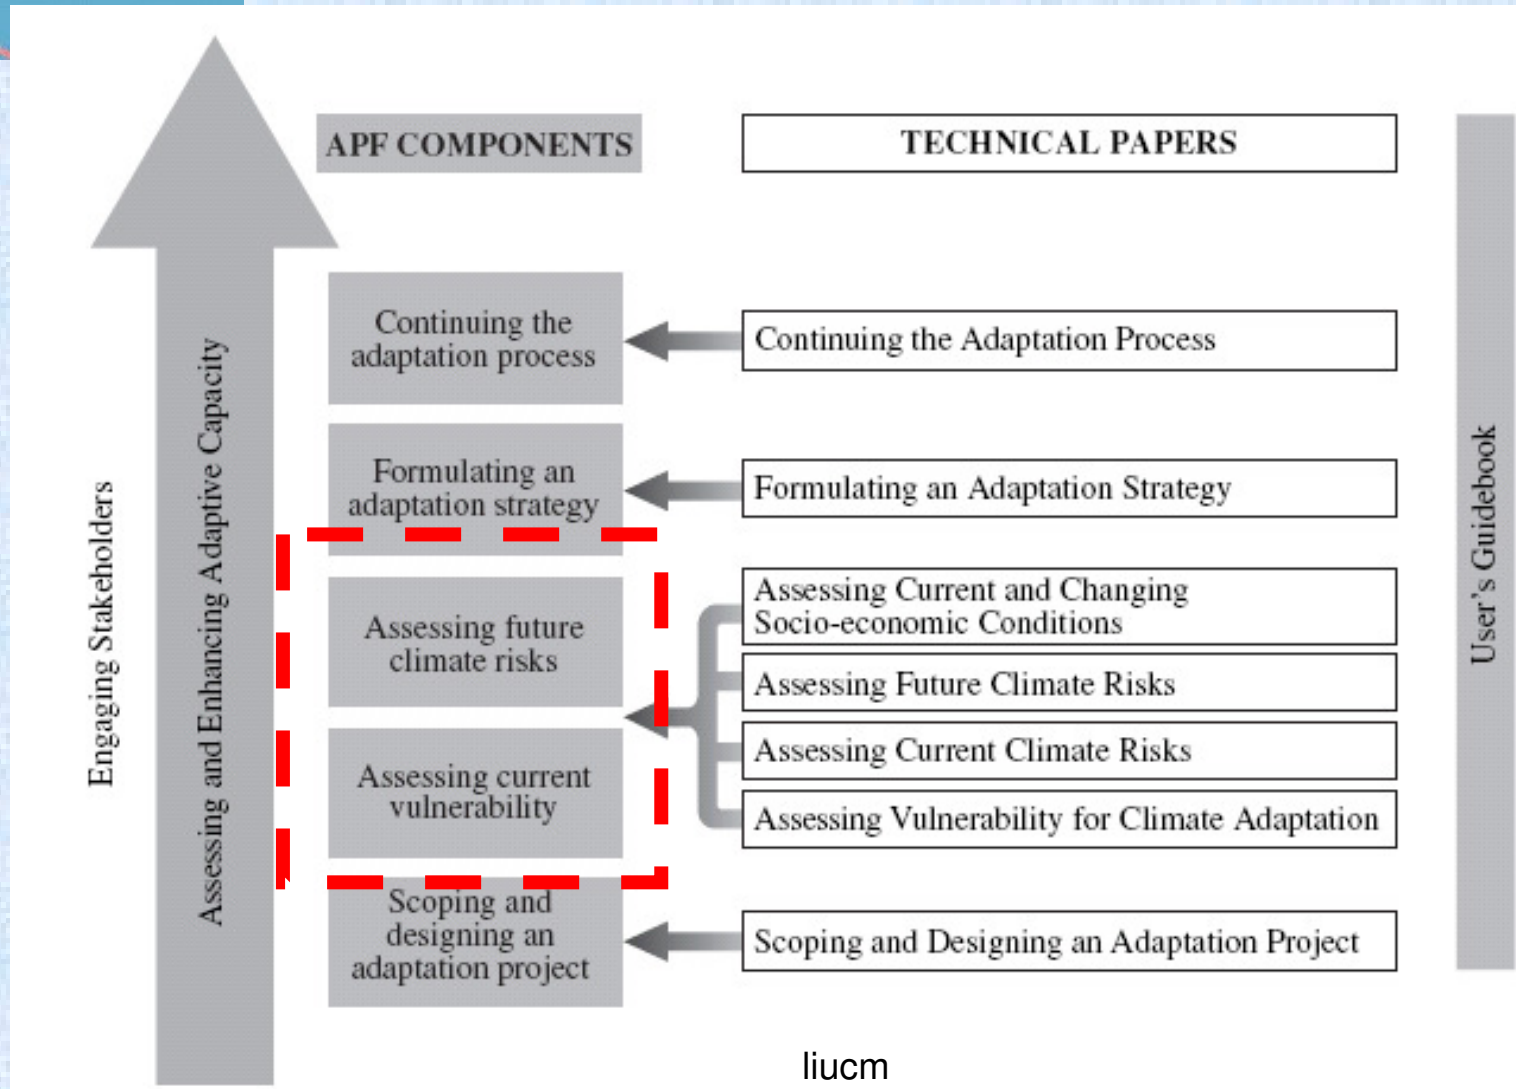 APF COMPONENTS
TECHNICAL PAPERS
Engaging Stakeholders
Assessing and Enhancing Adaptive Capacity
Continuing the
adaptation process
Continuing the Adaptation Process
Formulating an
adaptation strategy
Formulating an Adaptation Strategy
Assessing future
climate risks
Assessing current
vulnerability
Assessing Current and Changing
Socio-economic Conditions
Assessing Future Climate Risks
Assessing Current Climate Risks
Assessing Vulnerability for Climate Adaptation
Scoping and
designing an
adaptation project
Scoping and Designing an Adaptation Project
User's Guidebook
liucm